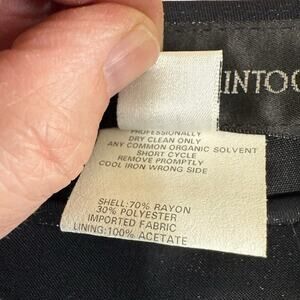 INTO
PROFESSIONALLY
DRY CLEAN ONLY
ANY COMMON ORGANIC SOLVENT
SHORT CYCLE
REMOVE PROMPTLY
COOL IRON WRONG SIDE
SHELL:70% RAYON
30% POLYESTER
IMPORTED FABRIC
LINING:100% ACETATE